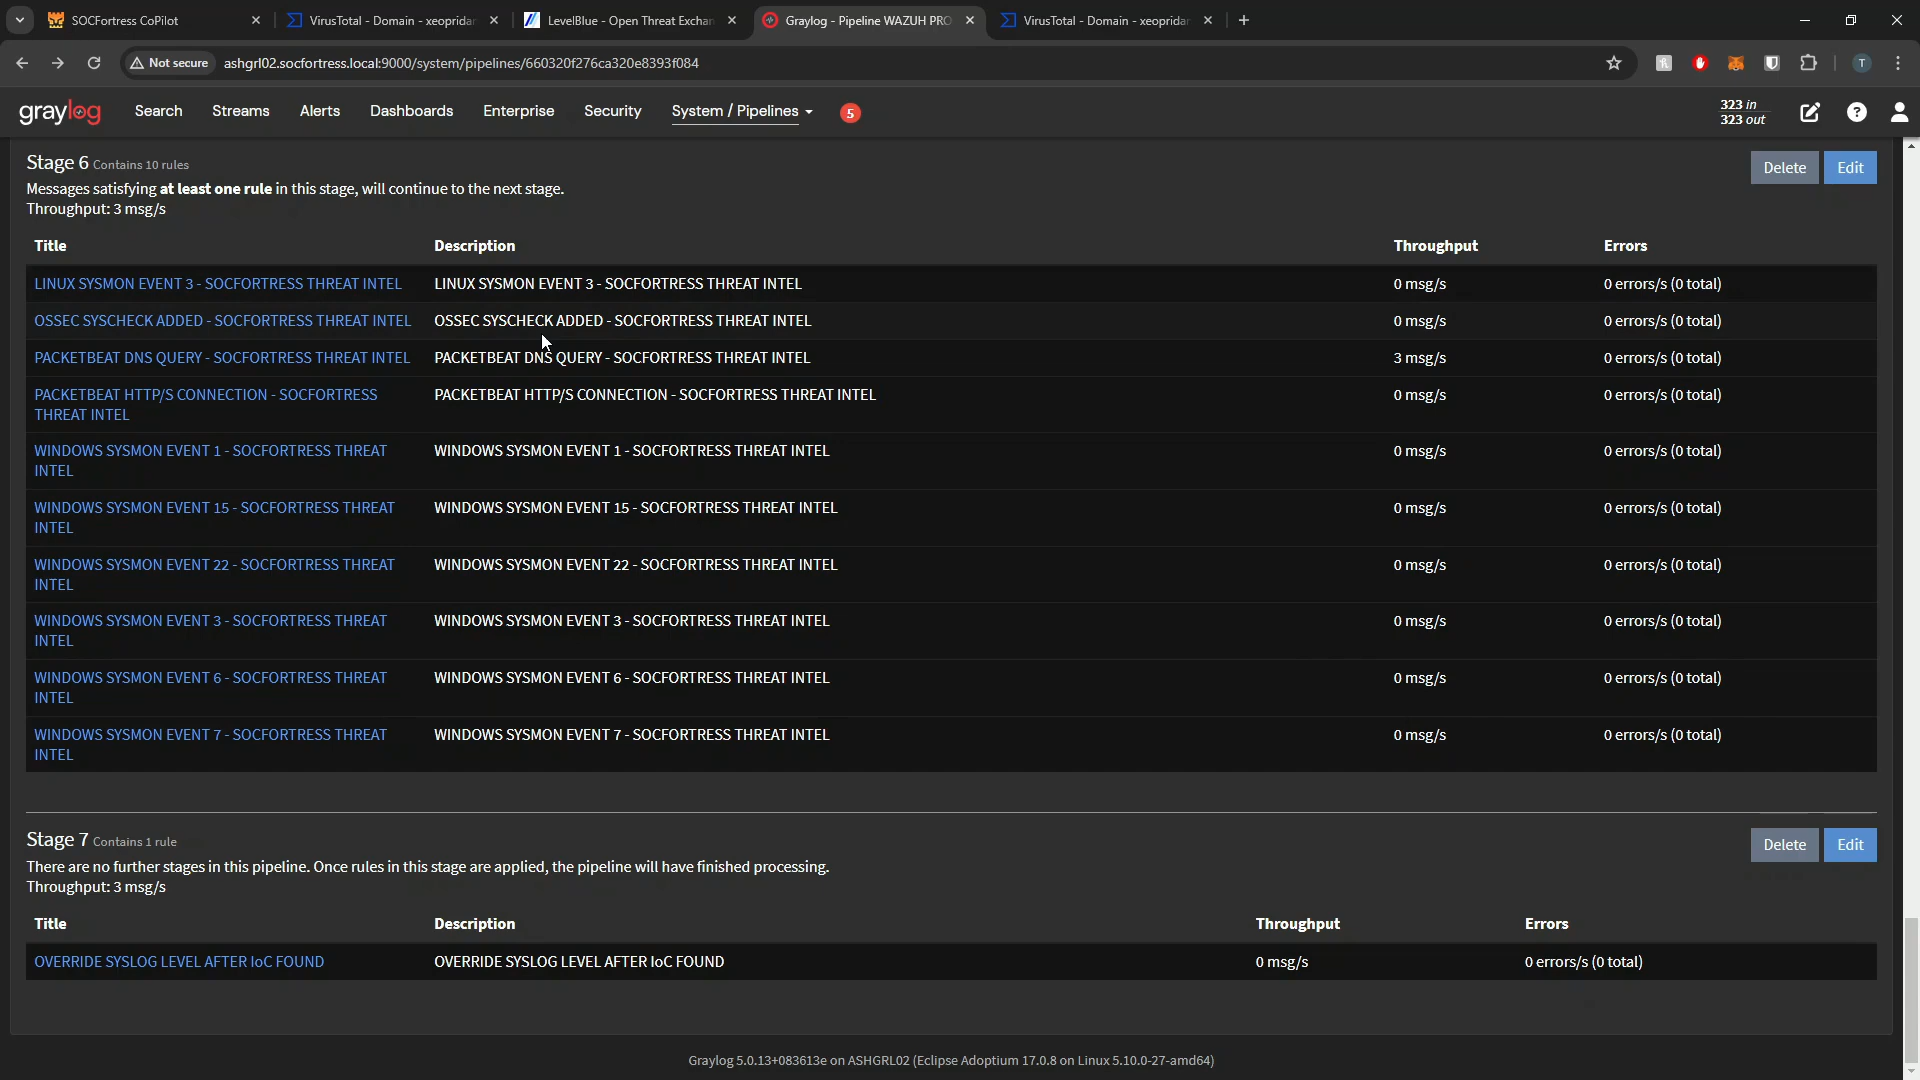 SOCFortress CoPilot
VirusTotal - Domain - xeopridar
LevelBlue - Open Threat Exchan
Graylog - Pipeline WAZUH PRO
VirusTotal - Domain - xeopridar
Not secure
ashgrl02.socfortress.local:9000/system/pipelines/660320f276ca320e8393f084
T
graylog
Search
Streams
Alerts
Dashboards
Enterprise
Security
System / Pipelines
5
323 in
323 out
Stage 6 Contains 10 rules
Delete
Edit
Messages satisfying at least one rule in this stage, will continue to the next stage.
Throughput: 3 msg/s
Title Description Throughput Errors
LINUX SYSMON EVENT 3 - SOCFORTRESS THREAT INTEL LINUX SYSMON EVENT 3 - SOCFORTRESS THREAT INTEL 0 msg/s 0 errors/s (0 total)
OSSEC SYSCHECK ADDED - SOCFORTRESS THREAT INTEL OSSEC SYSCHECK ADDED - SOCFORTRESS THREAT INTEL 0 msg/s 0 errors/s (0 total)
PACKETBEAT DNS QUERY - SOCFORTRESS THREAT INTEL PACKETBEAT DNS QUERY - SOCFORTRESS THREAT INTEL 3 msg/s 0 errors/s (0 total)
PACKETBEAT HTTP/S CONNECTION - SOCFORTRESS PACKETBEAT HTTP/S CONNECTION - SOCFORTRESS THREAT INTEL 0 msg/s 0 errors/s (0 total)
THREAT INTEL
WINDOWS SYSMON EVENT 1 - SOCFORTRESS THREAT WINDOWS SYSMON EVENT 1 - SOCFORTRESS THREAT INTEL 0 msg/s 0 errors/s (0 total)
INTEL
WINDOWS SYSMON EVENT 15 - SOCFORTRESS THREAT WINDOWS SYSMON EVENT 15 - SOCFORTRESS THREAT INTEL 0 msg/s 0 errors/s (0 total)
INTEL
WINDOWS SYSMON EVENT 22 - SOCFORTRESS THREAT WINDOWS SYSMON EVENT 22 - SOCFORTRESS THREAT INTEL 0 msg/s 0 errors/s (0 total)
INTEL
WINDOWS SYSMON EVENT 3 - SOCFORTRESS THREAT WINDOWS SYSMON EVENT 3 - SOCFORTRESS THREAT INTEL 0 msg/s 0 errors/s (0 total)
INTEL
WINDOWS SYSMON EVENT 6 - SOCFORTRESS THREAT WINDOWS SYSMON EVENT 6 - SOCFORTRESS THREAT INTEL 0 msg/s 0 errors/s (0 total)
INTEL
WINDOWS SYSMON EVENT 7 - SOCFORTRESS THREAT WINDOWS SYSMON EVENT 7 - SOCFORTRESS THREAT INTEL 0 msg/s 0 errors/s (0 total)
INTEL
Stage 7 Contains 1 rule
Delete
Edit
There are no further stages in this pipeline. Once rules in this stage are applied, the pipeline will have finished processing.
Throughput: 3 msg/s
Title Description Throughput Errors
OVERRIDE SYSLOG LEVEL AFTER IoC FOUND OVERRIDE SYSLOG LEVEL AFTER IoC FOUND 0 msg/s 0 errors/s (0 total)
Graylog 5.0.13+083613e on ASHGRL02 (Eclipse Adoptium 17.0.8 on Linux 5.10.0-27-amd64)